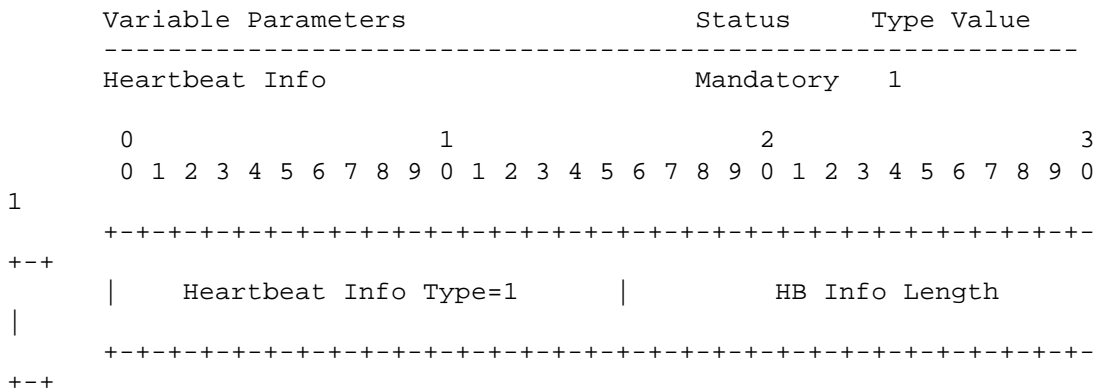 Variable Parameters                  Status     Type Value
-------------------------------------------------------------
Heartbeat Info                       Mandatory   1
 0                   1                   2                   3
 0 1 2 3 4 5 6 7 8 9 0 1 2 3 4 5 6 7 8 9 0 1 2 3 4 5 6 7 8 9 0
1
+-+-+-+-+-+-+-+-+-+-+-+-+-+-+-+-+-+-+-+-+-+-+-+-+-+-+-+-+-+-+-
+-+
|    Heartbeat Info Type=1      |         HB Info Length
|
+-+-+-+-+-+-+-+-+-+-+-+-+-+-+-+-+-+-+-+-+-+-+-+-+-+-+-+-+-+-+-
+-+